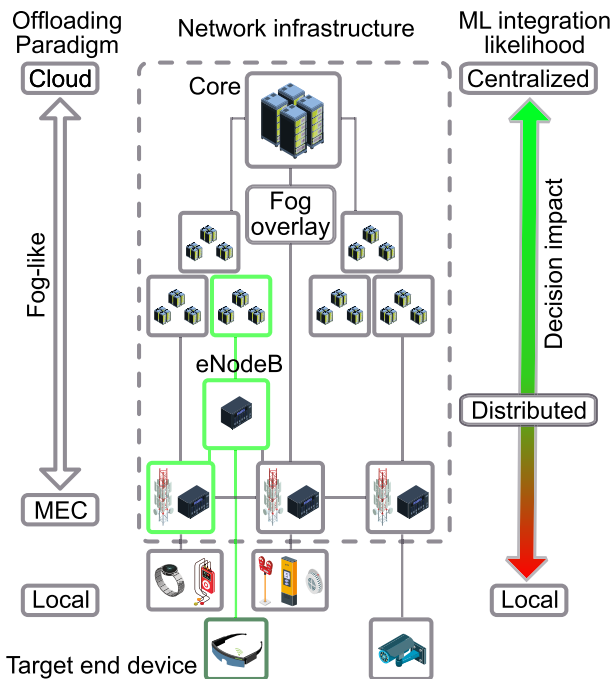 Offloading
Paradigm
Network infrastructure
ML integration
likelihood
Cloud
Core
Centralized
Fog
overlay
Fog-like
Decision impact
eNodeB
Distributed
MEC
Local
Local
Target end device